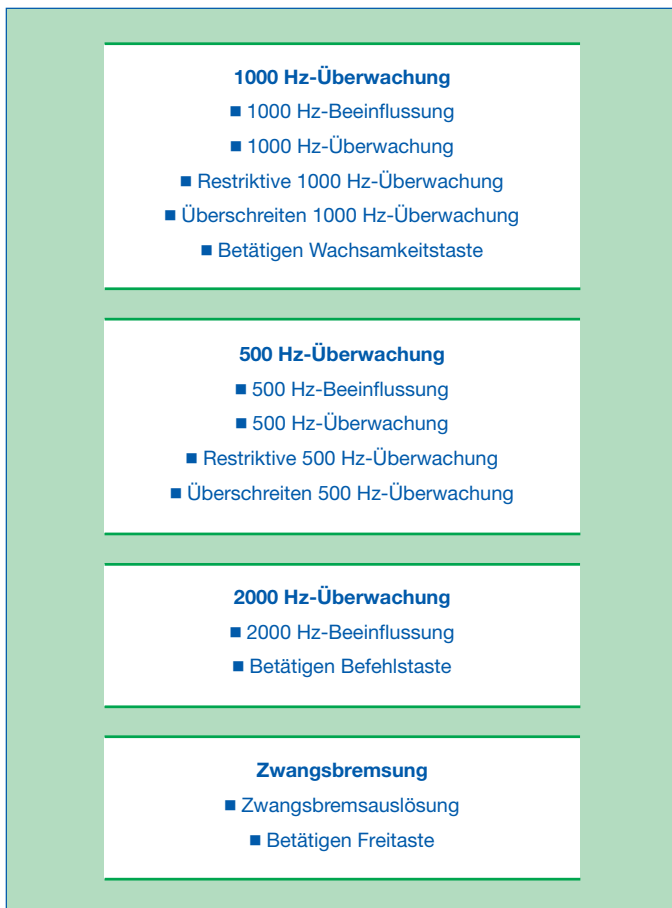 1000 Hz-Überwachung
■ 1000 Hz-Beeinflussung
■ 1000 Hz-Überwachung
■ Restriktive 1000 Hz-Überwachung
■ Überschreiten 1000 Hz-Überwachung
■ Betätigen Wachsamkeitstaste
500 Hz-Überwachung
■ 500 Hz-Beeinflussung
■ 500 Hz-Überwachung
■ Restriktive 500 Hz-Überwachung
■ Überschreiten 500 Hz-Überwachung
2000 Hz-Überwachung
■ 2000 Hz-Beeinflussung
■ Betätigen Befehlstaste
Zwangsbremsung
■ Zwangsbremsauslösung
■ Betätigen Freitaste